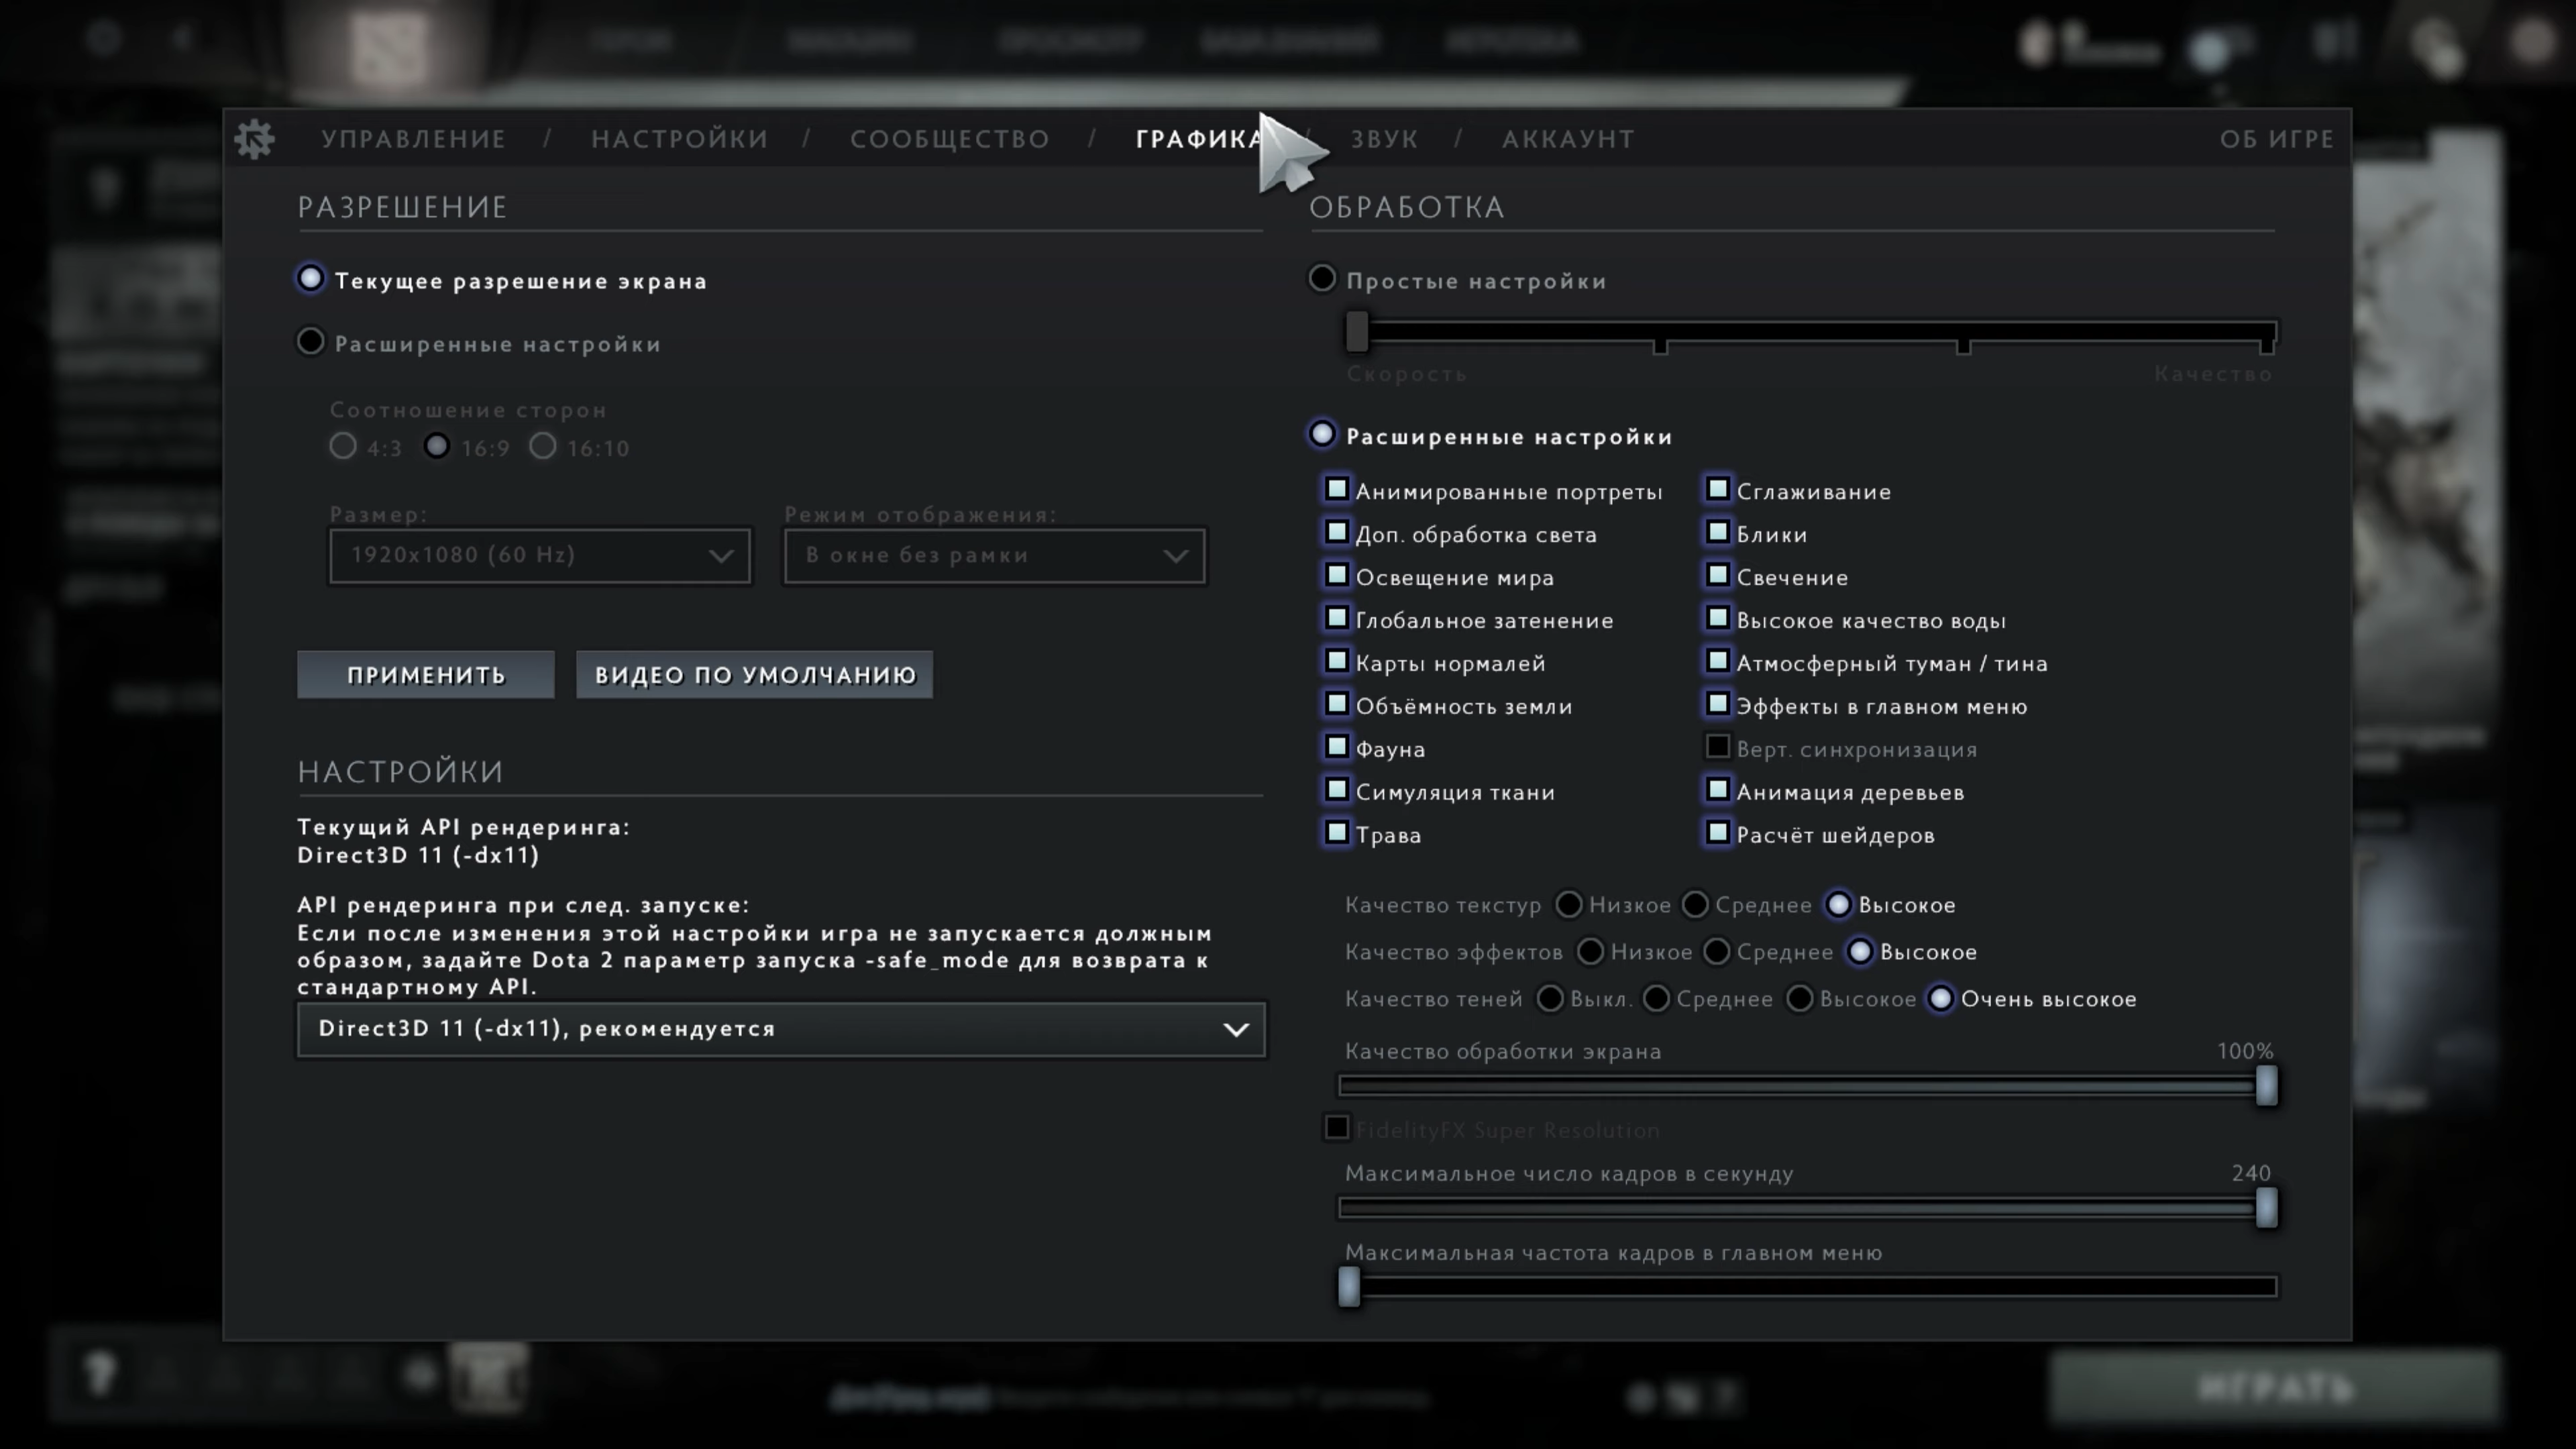 УПРАВЛЕНИЕ / НАСТРОЙКИ / СООБЩЕСТВО / ГРАФИКА / ЗВУК / АККАУНТ
ОБ ИГРЕ
РАЗРЕШЕНИЕ
Текущее разрешение экрана
Расширенные настройки
Соотношение сторон
4:3 16:9 16:10
Размер:
Режим отображения:
1920x1080 (60 Hz)
В окне без рамки
ПРИМЕНИТЬ
ВИДЕО ПО УМОЛЧАНИЮ
НАСТРОЙКИ
Текущий API рендеринга:
Direct3D 11 (-dx11)
API рендеринга при след. запуске:
Если после изменения этой настройки игра не запускается должным
образом, задайте Dota 2 параметр запуска -safe_mode для возврата к
стандартному API.
Direct3D 11 (-dx11), рекомендуется
ОБРАБОТКА
Простые настройки
Скорость
Качество
Расширенные настройки
Анимированные портреты
Сглаживание
Доп. обработка света
Блики
Освещение мира
Свечение
Глобальное затенение
Высокое качество воды
Карты нормалей
Атмосферный туман / тина
Объёмность земли
Эффекты в главном меню
Фауна
Верт. синхронизация
Симуляция ткани
Анимация деревьев
Трава
Расчёт шейдеров
Качество текстур Низкое Среднее Высокое
Качество эффектов Низкое Среднее Высокое
Качество теней Выкл. Среднее Высокое Очень высокое
Качество обработки экрана
100%
FidelityFX Super Resolution
Максимальное число кадров в секунду
240
Максимальная частота кадров в главном меню
ИГРАТЬ